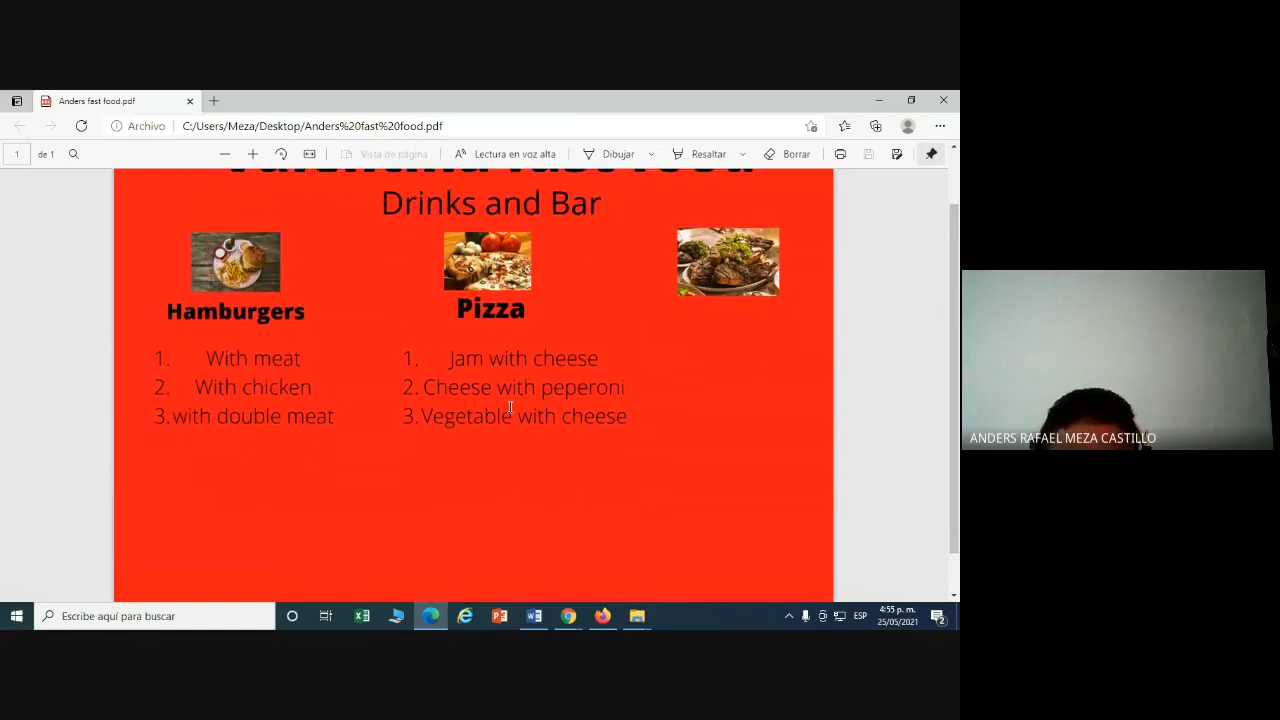 Anders fast food.pdf
Archivo C:/Users/Meza/Desktop/Anders%20fast%20food.pdf
1 de 1 Vista de página Lectura en voz alta Dibujar Resaltar Borrar
fast food
Drinks and Bar
Hamburgers
1. With meat
2. With chicken
3.with double meat
Pizza
1. Jam with cheese
2. Cheese with peperoni
3.Vegetable with cheese
ANDERS RAFAEL MEZA CASTILLO
Escribe aquí para buscar
ESP
4:55 p. m.
25/05/2021
2